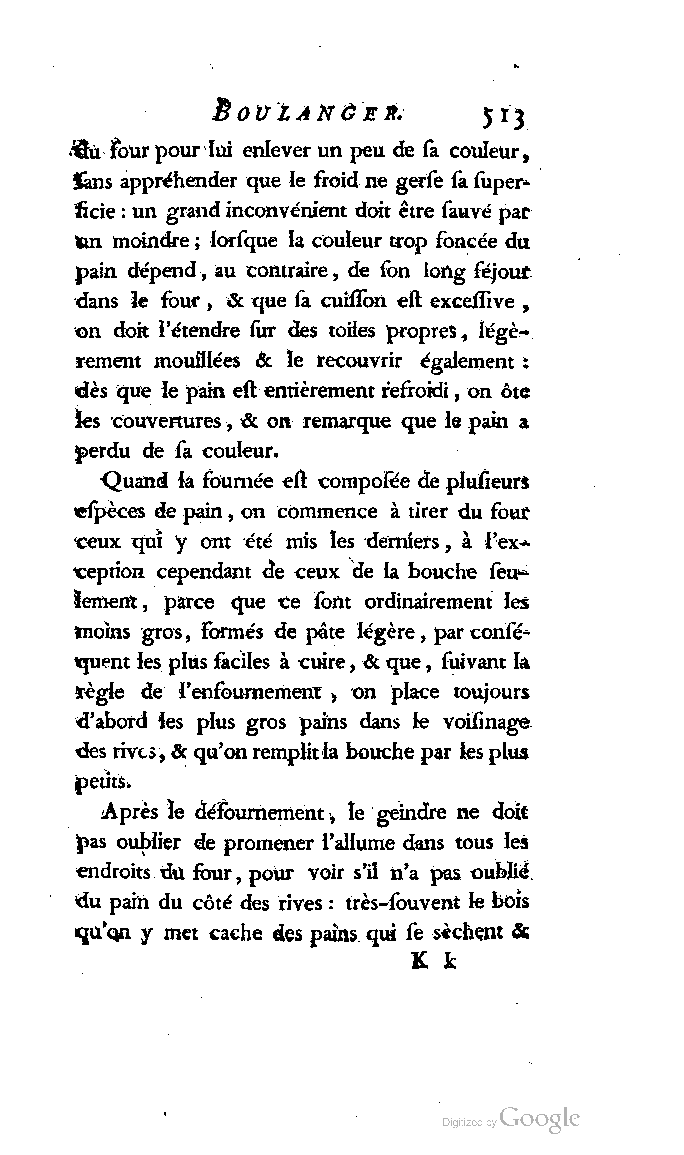 BOULANGER. 513
du four pour lui enlever un peu de ſa couleur,
ſans appréhender que le froid ne gerſe ſa ſuper-
ficie : un grand inconvénient doit être ſauvé par
un moindre ; lorſque la couleur trop foncée du
pain dépend, au contraire, de ſon long ſéjour
dans le four, & que ſa cuiſſon eſt exceſſive,
on doit l'étendre ſur des toiles propres, légè-
rement mouillées & le recouvrir également :
dès que le pain eſt entièrement refroidi, on ôte
les couvertures, & on remarque que le pain a
perdu de ſa couleur.
Quand la fournée eſt compoſée de pluſieurs
eſpèces de pain, on commence à tirer du four
ceux qui y ont été mis les derniers, à l'ex-
ception cependant de ceux de la bouche ſeu-
lement, parce que ce ſont ordinairement les
moins gros, formés de pâte légère, par conſé-
quent les plus faciles à cuire, & que, ſuivant la
règle de l'enfournement, on place toujours
d'abord les plus gros pains dans le voiſinage
des rives, & qu'on remplit la bouche par les plus
petits.
Après le défournement, le geindre ne doit
pas oublier de promener l'allume dans tous les
endroits du four, pour voir s'il n'a pas oublié
du pain du côté des rives : très-ſouvent le bois
qu'on y met cache des pains qui ſe sèchent &
K k
Digitized by Google